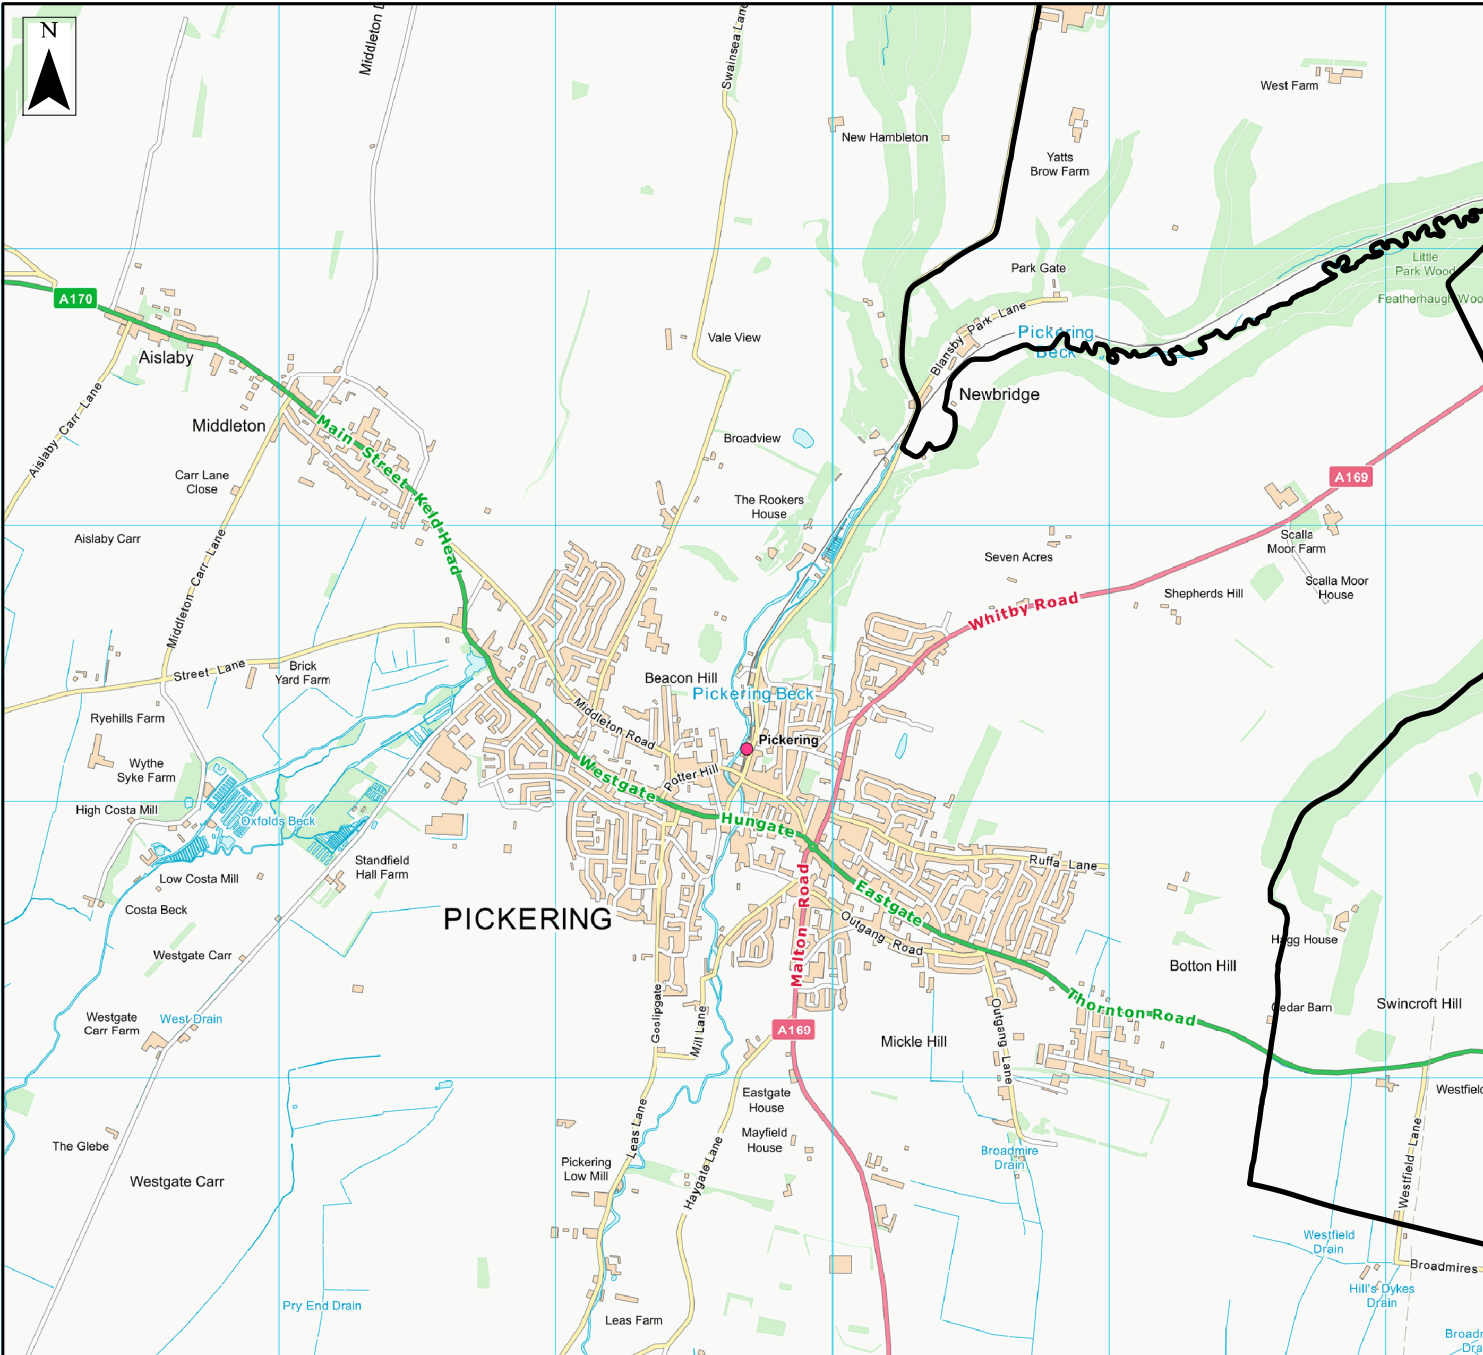 N
Swainsea Lane
West Farm
New Hambleton
Yatts
Brow Farm
Park Gate
Little
Park Wood
A170
Blansby Park Lane
Pickering
Beck
Vale View
Aislaby
Newbridge
Aislaby Carr Lane
Middleton
Main Street
Broadview
A169
Carr Lane
Close
Keld Head
The Rookers
House
Aislaby Carr
Scalla
Moor Farm
Seven Acres
Middleton Carr Lane
Scalla Moor
House
Shepherds Hill
Whitby Road
Street Lane
Brick
Yard Farm
Beacon Hill
Pickering Beck
Ryehills Farm
Middleton Road
Pickering
Wythe
Syke Farm
Westgate
Potter Hill
High Costa Mill
Oxfolds Beck
Hungate
Standfield
Hall Farm
Ruffa Lane
Low Costa Mill
Eastgate
Malton Road
Costa Beck
PICKERING
Outgang Road
Hagg House
Westgate Carr
Botton Hill
Goslipgate
Mill Lane
Outgang Lane
Thornton Road
Cedar Barn
Swincroft Hill
Westgate
Carr Farm
West Drain
A169
Mickle Hill
Eastgate
House
Leas Lane
Mayfield
House
Haygate Lane
The Glebe
Broadmire
Drain
Westfield Lane
Pickering
Low Mill
Westgate Carr
Westfield
Drain
Broadmires
Hill's Dykes
Drain
Pry End Drain
Leas Farm